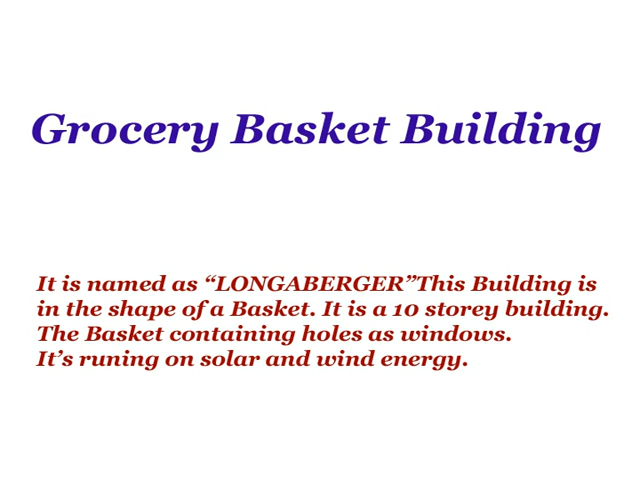 Grocery Basket Building
It is named as “LONGABERGER”This Building is
in the shape of a Basket. It is a 10 storey building.
The Basket containing holes as windows.
It’s runing on solar and wind energy.